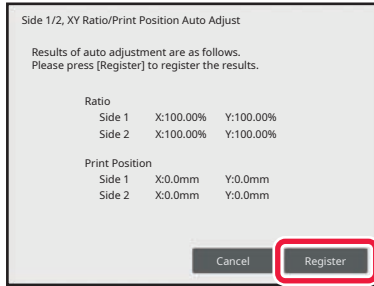 Side 1/2, XY Ratio/Print Position Auto Adjust
Results of auto adjustment are as follows.
Please press [Register] to register the results.
Ratio
Side 1 X:100.00% Y:100.00%
Side 2 X:100.00% Y:100.00%
Print Position
Side 1 X:0.0mm Y:0.0mm
Side 2 X:0.0mm Y:0.0mm
Cancel Register